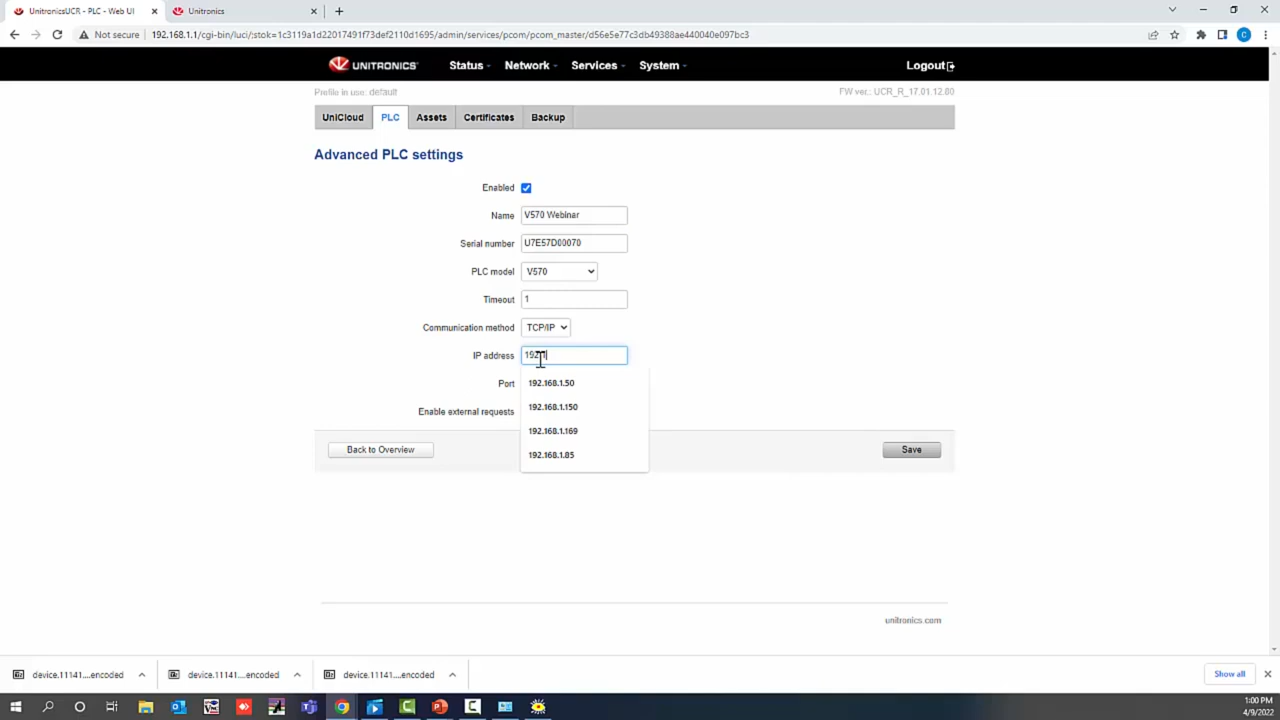 UnitronicsUCR - PLC - Web UI
Unitronics
Not secure 192.168.1.1/cgi-bin/luci/;stok=1c3119a1d22017491f73def2110d1695/admin/services/pcom/pcom_master/d56e5e77c3db49388ae440040e097bc3
C
UNITRONICS Status Network Services System Logout
Profile in use: default FW ver.: UCR_R_17.01.12.80
UniCloud PLC Assets Certificates Backup
Advanced PLC settings
Enabled
Name V570 Webinar
Serial number U7E57D00070
PLC model V570
Timeout 1
Communication method TCP/IP
IP address
Port 192.168.1.50
192.168.1.150
Enable external requests
192.168.1.169
Back to Overview 192.168.1.85 Save
unitronics.com
device.11141....encoded device.11141....encoded device.11141....encoded Show all
1:00 PM
4/9/2022